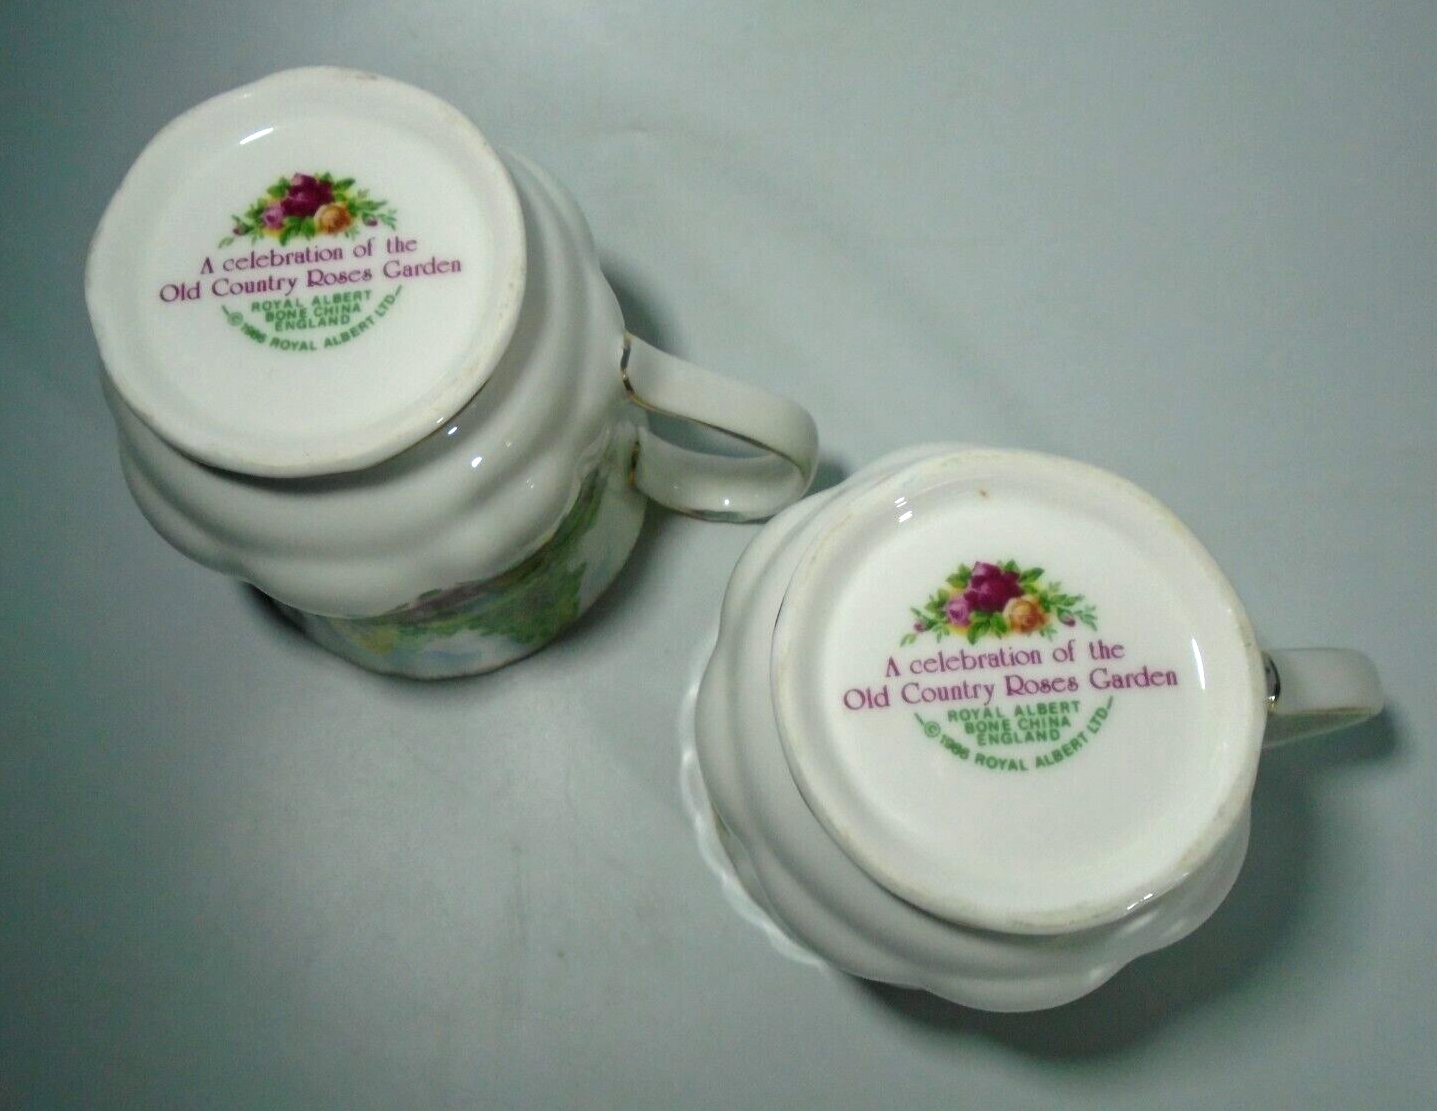 A celebration of the
Old Country Roses Garden
ROYAL ALBERT
BONE CHINA
ENGLAND
© 1986 ROYAL ALBERT LTD
A celebration of the
Old Country Roses Garden
ROYAL ALBERT
BONE CHINA
ENGLAND
© 1986 ROYAL ALBERT LTD